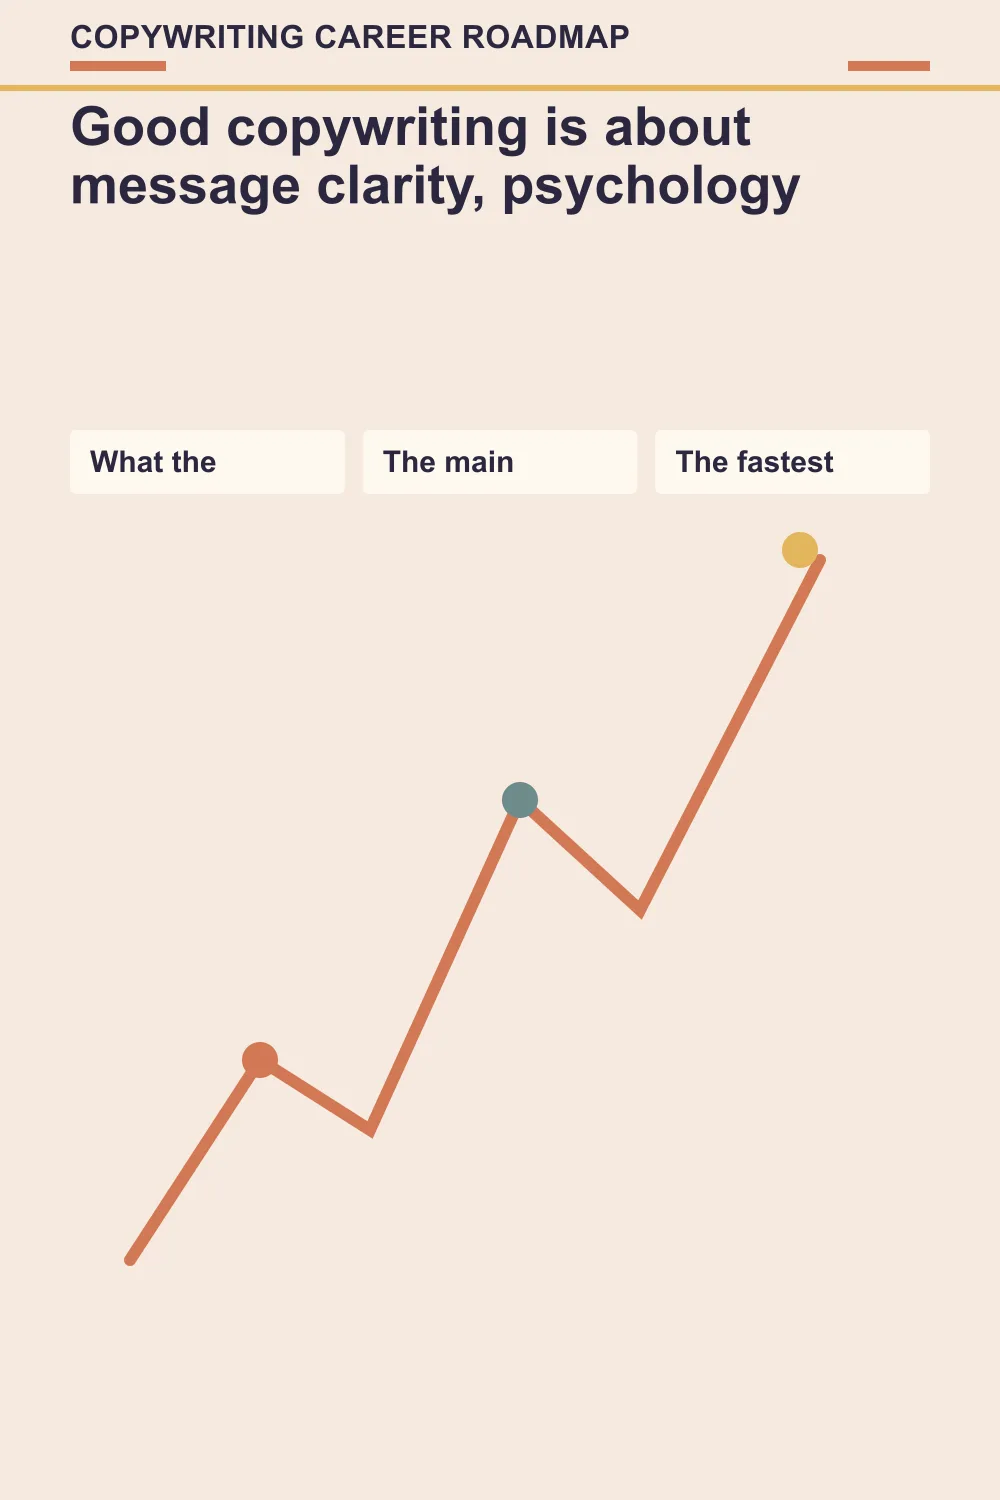 COPYWRITING CAREER ROADMAP
Good copywriting is about
message clarity, psychology
What the
The main
The fastest